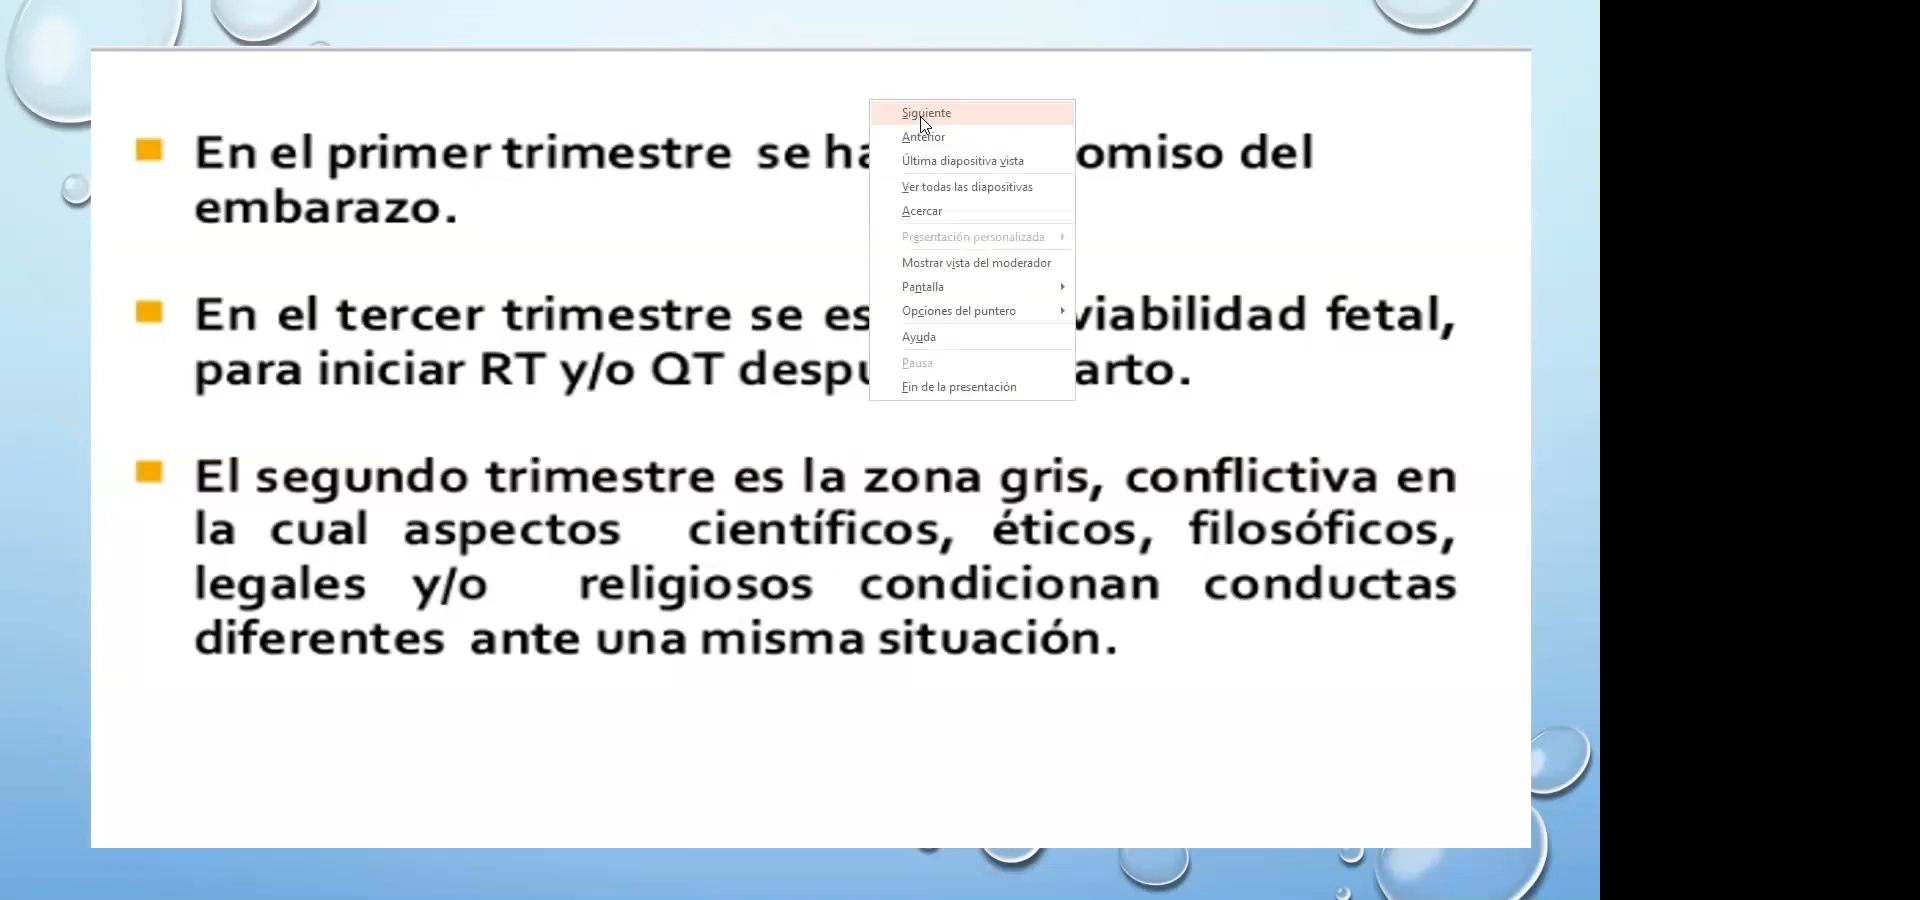 En el primer trimestre se ha omiso del
embarazo.
En el tercer trimestre se es viabilidad fetal,
para iniciar RT y/o QT despu arto.
El segundo trimestre es la zona gris, conflictiva en
la cual aspectos científicos, éticos, filosóficos,
legales y/o religiosos condicionan conductas
diferentes ante una misma situación.
Siguiente
Anterior
Última diapositiva vista
Ver todas las diapositivas
Acercar
Presentación personalizada
Mostrar vista del moderador
Pantalla
Opciones del puntero
Ayuda
Pausa
Fin de la presentación